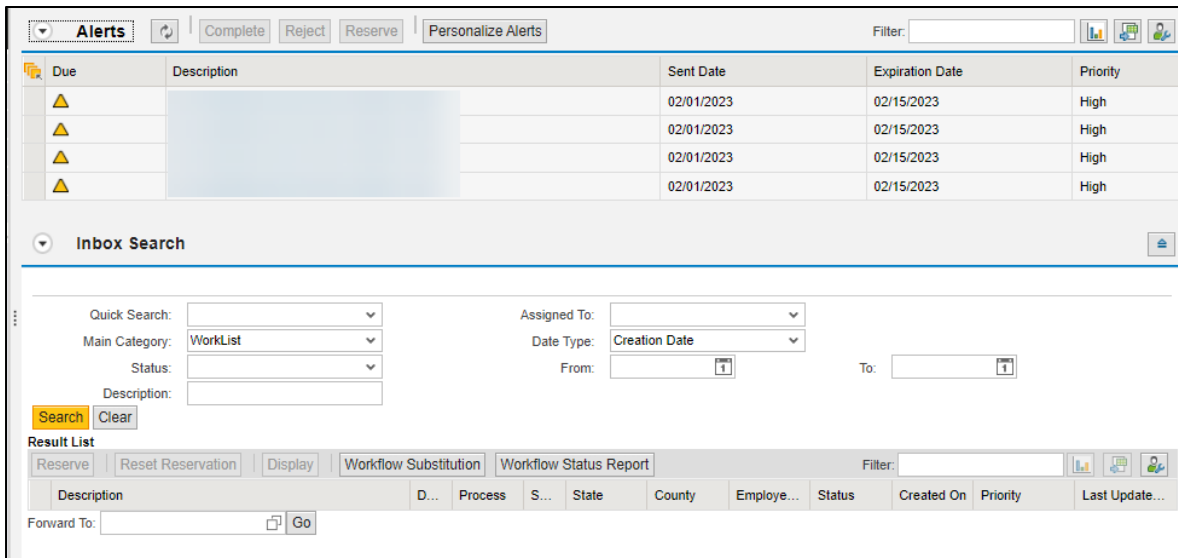 Alerts Complete Reject Reserve Personalize Alerts Filter:
Due Description Sent Date Expiration Date Priority
02/01/2023 02/15/2023 High
02/01/2023 02/15/2023 High
02/01/2023 02/15/2023 High
02/01/2023 02/15/2023 High
Inbox Search
Quick Search: Assigned To:
Main Category: WorkList Date Type: Creation Date
Status: From: 1 To: 1
Description:
Search Clear
Result List
Reserve Reset Reservation Display Workflow Substitution Workflow Status Report Filter:
Description D... Process S... State County Employe... Status Created On Priority Last Update...
Forward To: Go